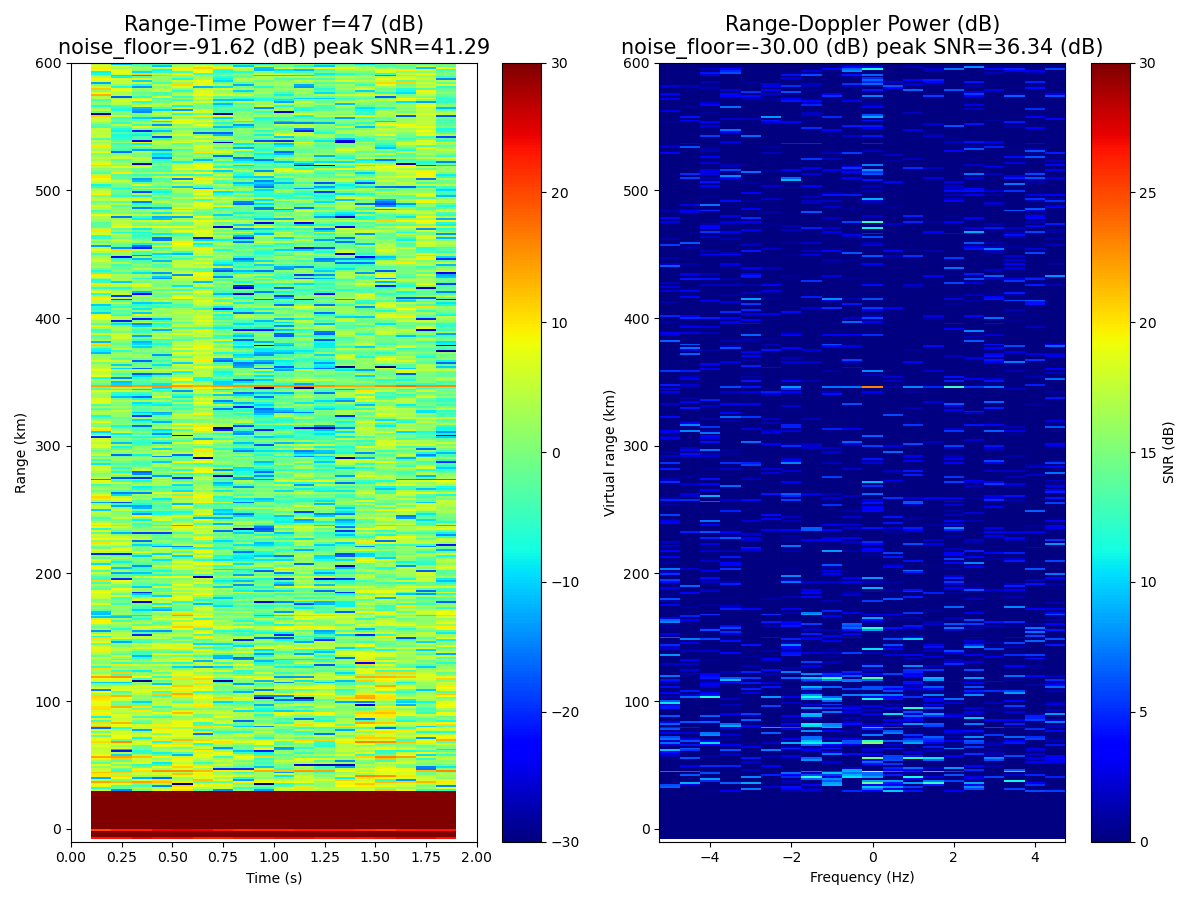 Range-Time Power f=47 (dB)
noise_floor=-91.62 (dB) peak SNR=41.29
Range (km)
600
500
400
300
200
100
0
0.00 0.25 0.50 0.75 1.00 1.25 1.50 1.75 2.00
Time (s)
30
20
10
0
−10
−20
−30
Range-Doppler Power (dB)
noise_floor=-30.00 (dB) peak SNR=36.34 (dB)
Virtual range (km)
600
500
400
300
200
100
0
−4 −2 0 2 4
Frequency (Hz)
30
25
20
15
10
5
0
SNR (dB)